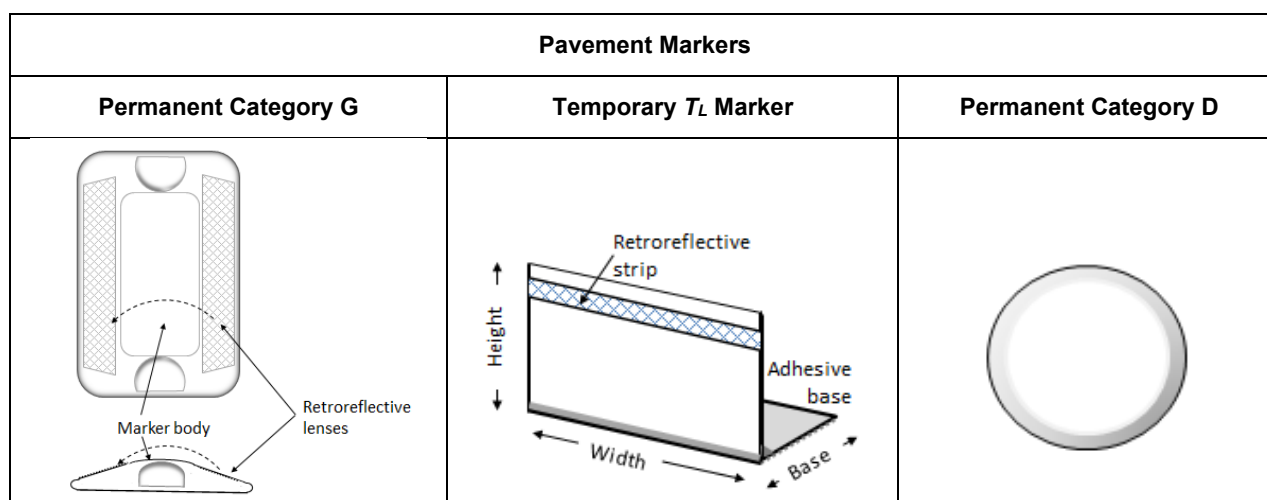 Pavement Markers
Permanent Category G
Temporary TL Marker
Permanent Category D
Marker body
Retroreflective
lenses
Retroreflective
strip
Height
Adhesive
base
Width
Base